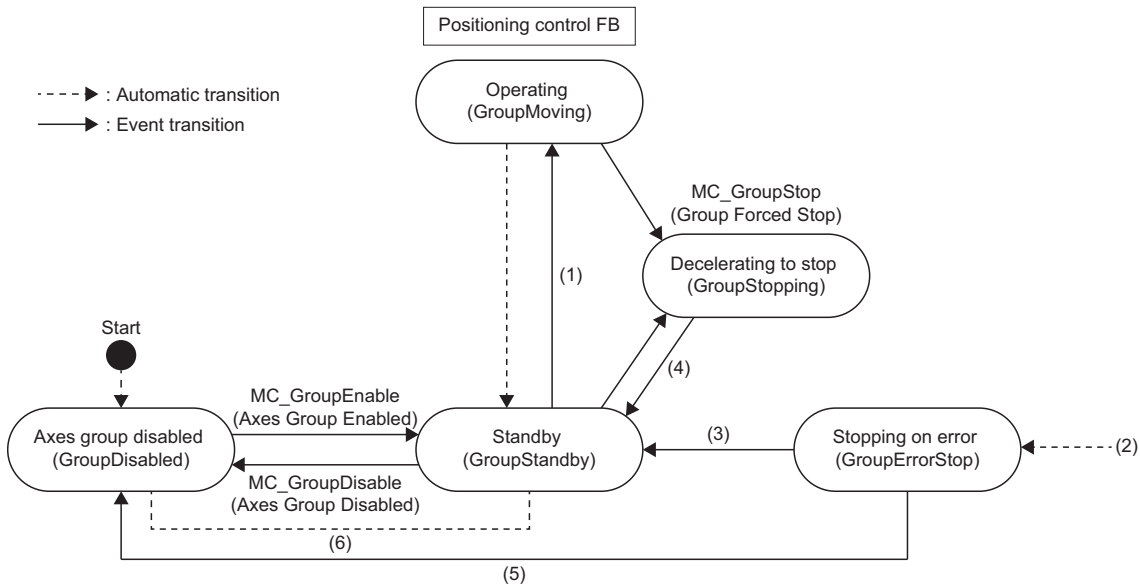 Positioning control FB
Operating
(GroupMoving)
: Automatic transition
: Event transition
MC_GroupStop
(Group Forced Stop)
Decelerating to stop
(GroupStopping)
(1)
Start
(4)
MC_GroupEnable
(Axes Group Enabled)
Axes group disabled
(GroupDisabled)
Standby
(GroupStandby)
(3)
Stopping on error
(GroupErrorStop)
(2)
MC_GroupDisable
(Axes Group Disabled)
(6)
(5)